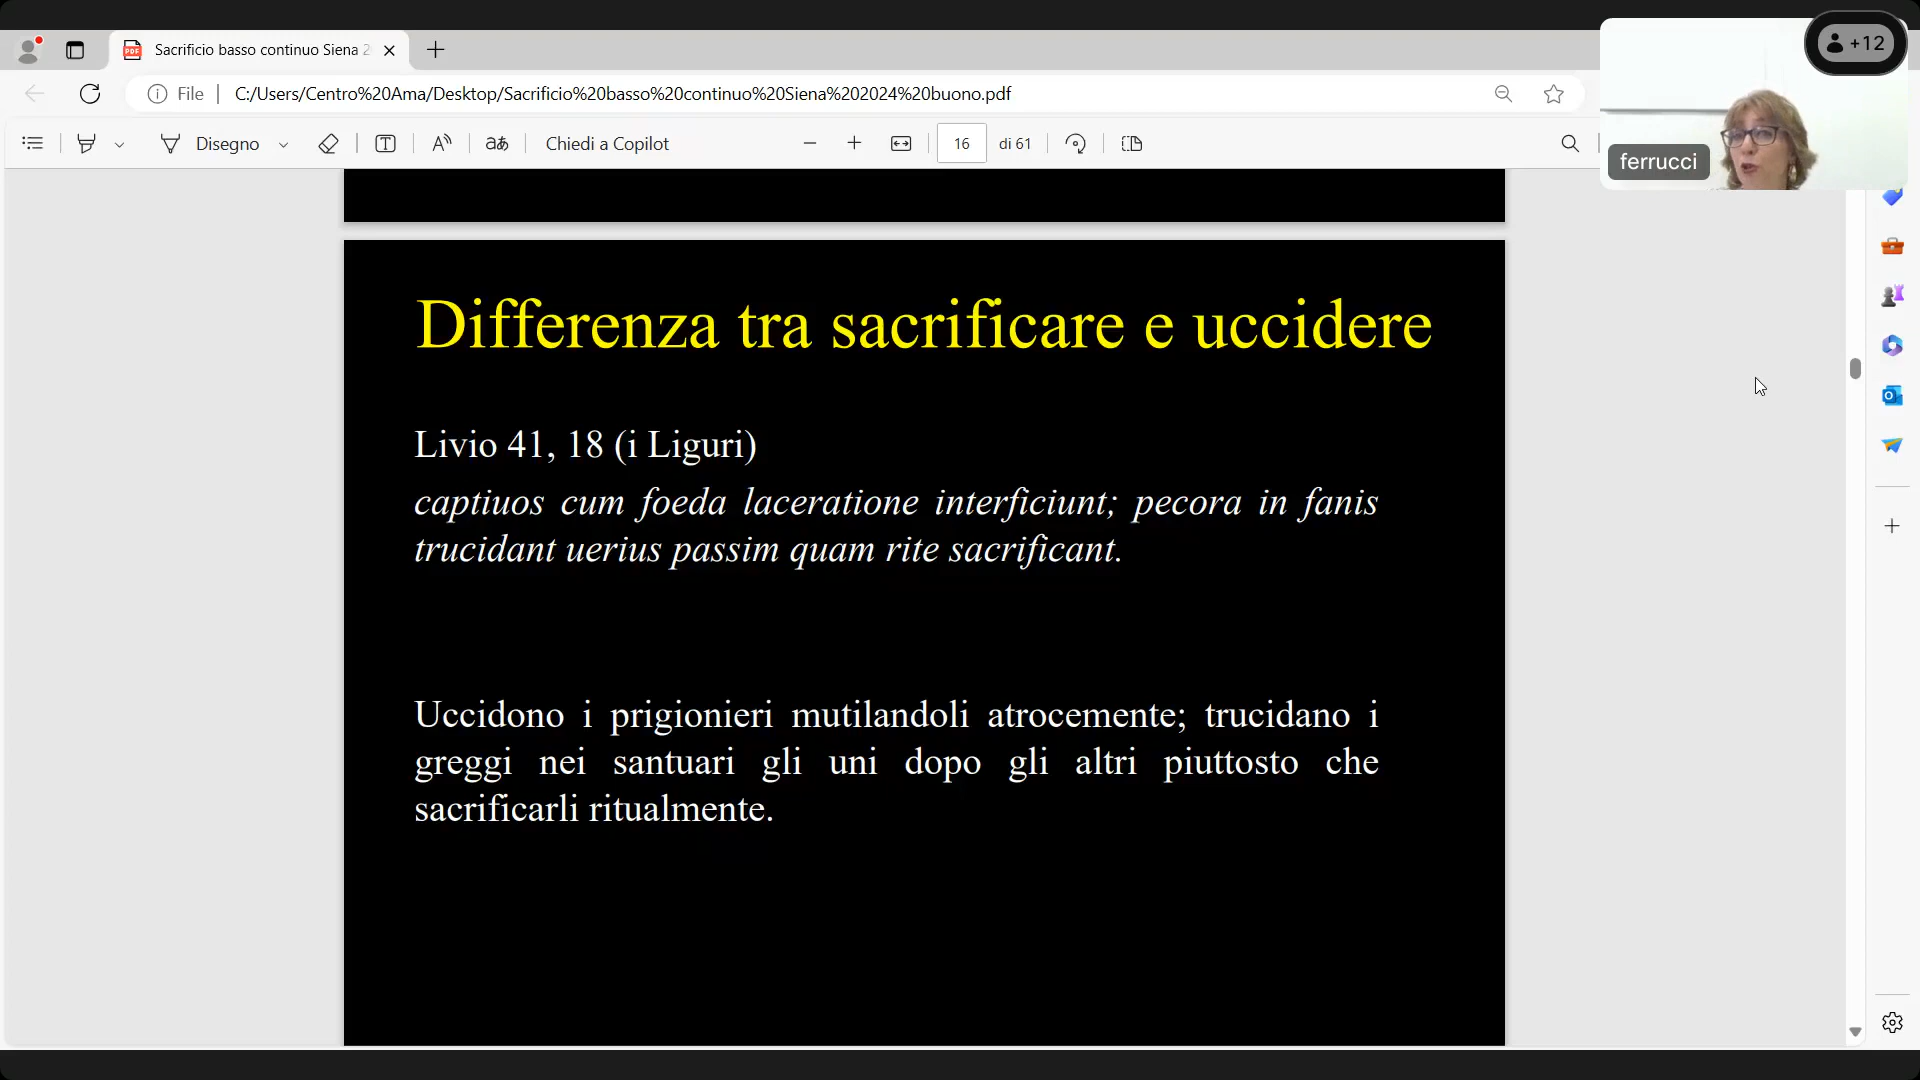 Sacrificio basso continuo Siena 2
+12
File
C:/Users/Centro%20Ama/Desktop/Sacrificio%20basso%20continuo%20Siena%202024%20buono.pdf
Disegno
T
A
aあ
Chiedi a Copilot
16
di 61
ferrucci
Differenza tra sacrificare e uccidere
Livio 41, 18 (i Liguri)
captiuos cum foeda laceratione interficiunt; pecora in fanis
trucidant uerius passim quam rite sacrificant.
Uccidono i prigionieri mutilandoli atrocemente; trucidano i
greggi nei santuari gli uni dopo gli altri piuttosto che
sacrificarli ritualmente.